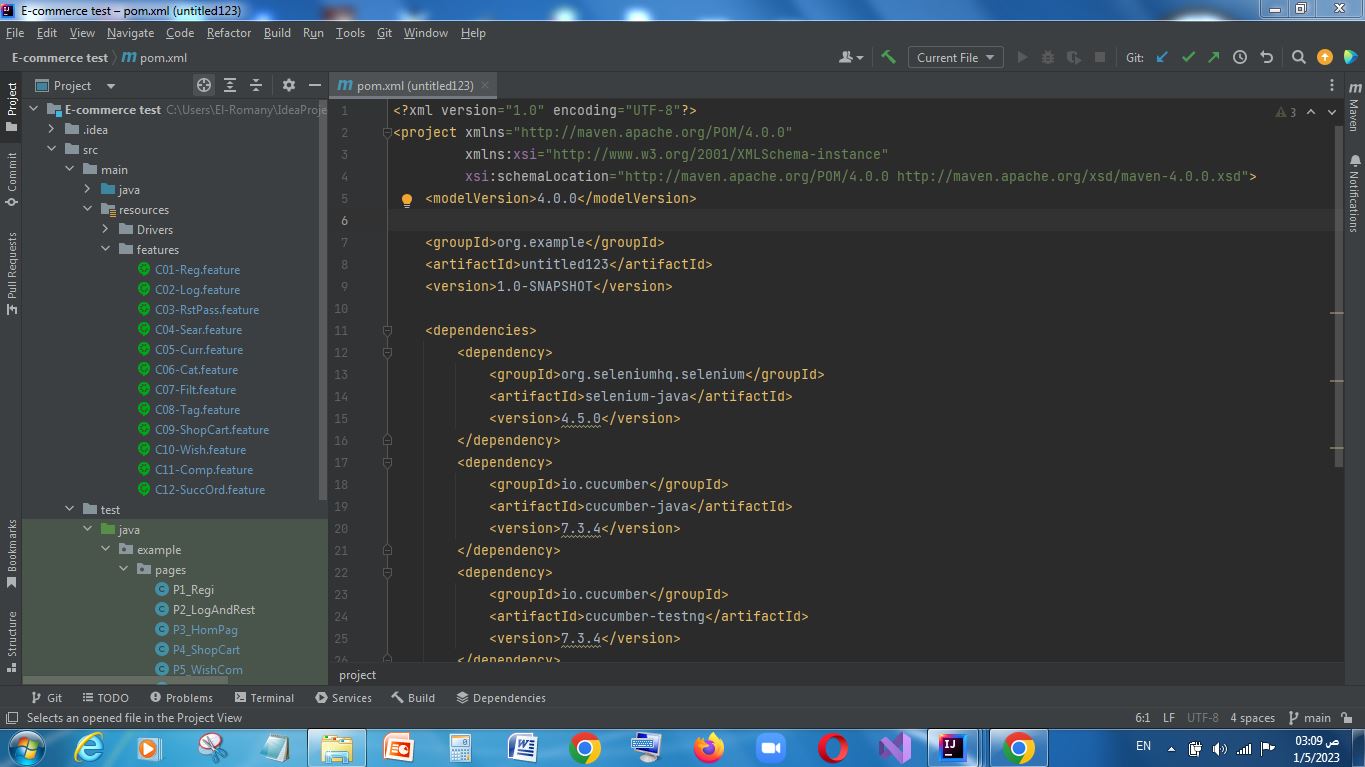 E-commerce test – pom.xml (untitled123)
File Edit View Navigate Code Refactor Build Run Tools Git Window Help
E-commerce test pom.xml
Current File
Git:
Project
pom.xml (untitled123)
E-commerce test C:\Users\El-Romany\IdeaProje
.idea
src
main
java
resources
Drivers
features
C01-Reg.feature
C02-Log.feature
C03-RstPass.feature
C04-Sear.feature
C05-Curr.feature
C06-Cat.feature
C07-Filt.feature
C08-Tag.feature
C09-ShopCart.feature
C10-Wish.feature
C11-Comp.feature
C12-SuccOrd.feature
test
java
example
pages
P1_Regi
P2_LogAndRest
P3_HomPag
P4_ShopCart
P5_WishCom
Project
Commit
Pull Requests
Bookmarks
Structure
1 <?xml version="1.0" encoding="UTF-8"?>
2 <project xmlns="http://maven.apache.org/POM/4.0.0"
3 xmlns:xsi="http://www.w3.org/2001/XMLSchema-instance"
4 xsi:schemaLocation="http://maven.apache.org/POM/4.0.0 http://maven.apache.org/xsd/maven-4.0.0.xsd">
5 <modelVersion>4.0.0</modelVersion>
6
7 <groupId>org.example</groupId>
8 <artifactId>untitled123</artifactId>
9 <version>1.0-SNAPSHOT</version>
10
11 <dependencies>
12 <dependency>
13 <groupId>org.seleniumhq.selenium</groupId>
14 <artifactId>selenium-java</artifactId>
15 <version>4.5.0</version>
16 </dependency>
17 <dependency>
18 <groupId>io.cucumber</groupId>
19 <artifactId>cucumber-java</artifactId>
20 <version>7.3.4</version>
21 </dependency>
22 <dependency>
23 <groupId>io.cucumber</groupId>
24 <artifactId>cucumber-testng</artifactId>
25 <version>7.3.4</version>
26 </dependency>
3
Maven
Notifications
project
Git TODO Problems Terminal Services Build Dependencies
Selects an opened file in the Project View
6:1 LF UTF-8 4 spaces main
EN
03:09 ص
1/5/2023